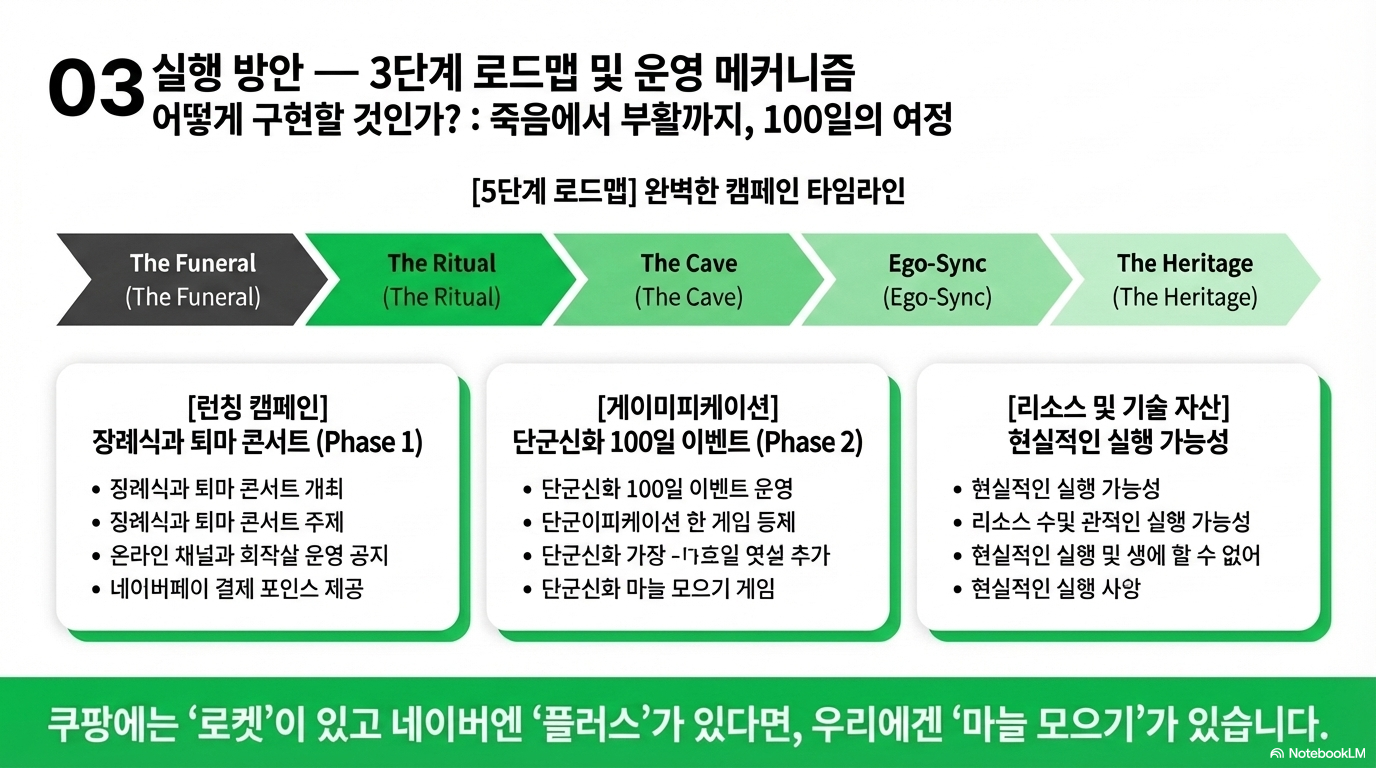 03
실행 방안 — 3단계 로드맵 및 운영 메커니즘
어떻게 구현할 것인가? : 죽음에서 부활까지, 100일의 여정
[5단계 로드맵] 완벽한 캠페인 타임라인
The Funeral
(The Funeral)
The Ritual
(The Ritual)
The Cave
(The Cave)
Ego-Sync
(Ego-Sync)
The Heritage
(The Heritage)
[런칭 캠페인]
장례식과 퇴마 콘서트 (Phase 1)
• 징례식과 퇴마 콘서트 개최
• 징례식과 퇴마 콘서트 주제
• 온라인 채널과 회작살 운영 공지
• 네이버페이 결제 포인스 제공
[게이미피케이션]
단군신화 100일 이벤트 (Phase 2)
• 단군신화 100일 이벤트 운영
• 단군이피케이션 한 게임 등제
• 단군신화 가장 추가
• 단군신화 마늘 모으기 게임
[리소스 및 기술 자산]
현실적인 실행 가능성
• 현실적인 실행 가능성
• 리소스 수및 관적인 실행 가능성
• 현실적인 실행 및 생에 할 수 없어
• 현실적인 실행
쿠팡에는 ‘로켓’이 있고 네이버엔 ‘플러스’가 있다면, 우리에겐 ‘마늘 모으기’가 있습니다.
NotebookLM